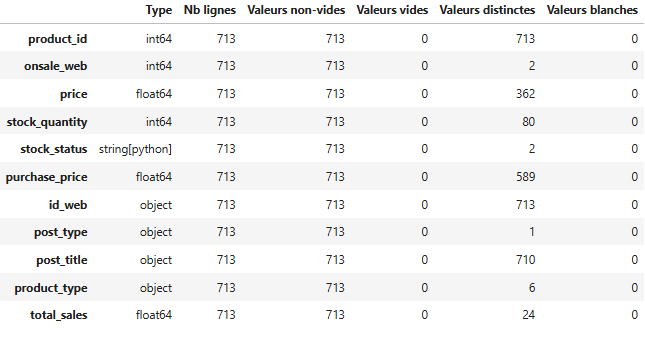 Type Nb lignes Valeurs non-vides Valeurs vides Valeurs distinctes Valeurs blanches
product_id int64 713 713 0 713 0
onsale_web int64 713 713 0 2 0
price float64 713 713 0 362 0
stock_quantity int64 713 713 0 80 0
stock_status string[python] 713 713 0 2 0
purchase_price float64 713 713 0 589 0
id_web object 713 713 0 713 0
post_type object 713 713 0 1 0
post_title object 713 713 0 710 0
product_type object 713 713 0 6 0
total_sales float64 713 713 0 24 0